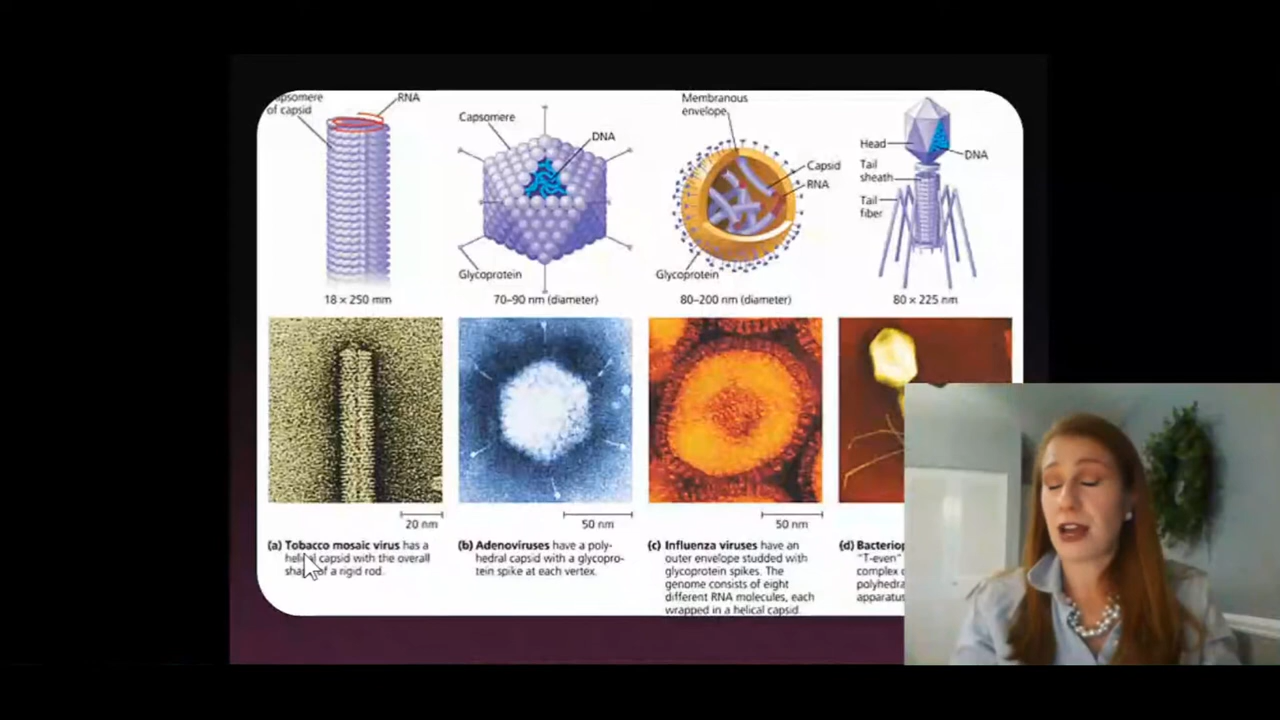 of capsid
RNA
Capsomere
DNA
Glycoprotein
Membranous
envelope
Capsid
RNA
Glycoprotein
Head
DNA
Tail
sheath
Tail
fiber
18 × 250 mm
70–90 nm (diameter)
80–200 nm (diameter)
80 × 225 nm
20 nm
50 nm
50 nm
(a) Tobacco mosaic virus has a
capsid with the overall
of a rigid rod.
(b) Adenoviruses have a poly-
hedral capsid with a glycopro-
tein spike at each vertex.
(c) Influenza viruses have an
outer envelope studded with
glycoprotein spikes. The
genome consists of eight
different RNA molecules, each
wrapped in a helical capsid.
(d)
"T-even"
complex